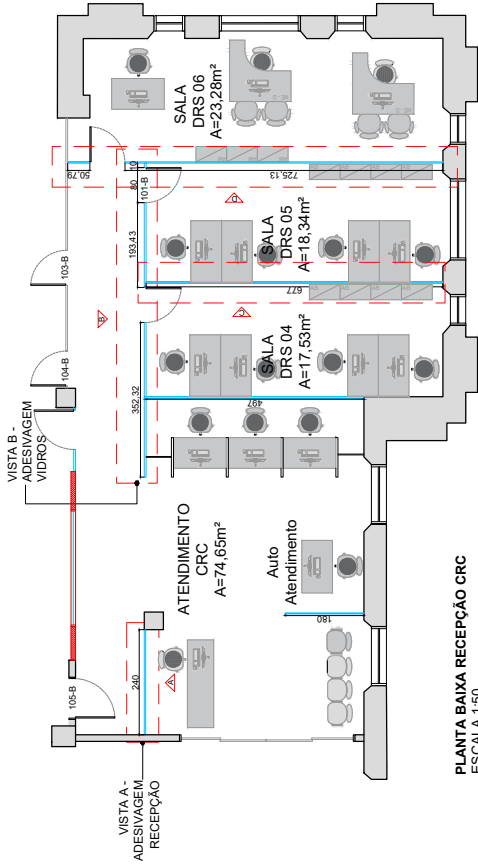 VISTA B -
ADESIVAGEM
VIDROS
VISTA A -
ADESIVAGEM
RECEPÇÃO
105-B
104-B
103-B
101-B
240
352,32
193,43
80
10
50,79
725,13
677
497
180
A
B
C
D
ATENDIMENTO
CRC
A=74,65m²
Auto
Atendimento
SALA
DRS 04
A=17,53m²
SALA
DRS 05
A=18,34m²
SALA
DRS 06
A=23,28m²
PLANTA BAIXA RECEPÇÃO CRC
ESCALA 1:50